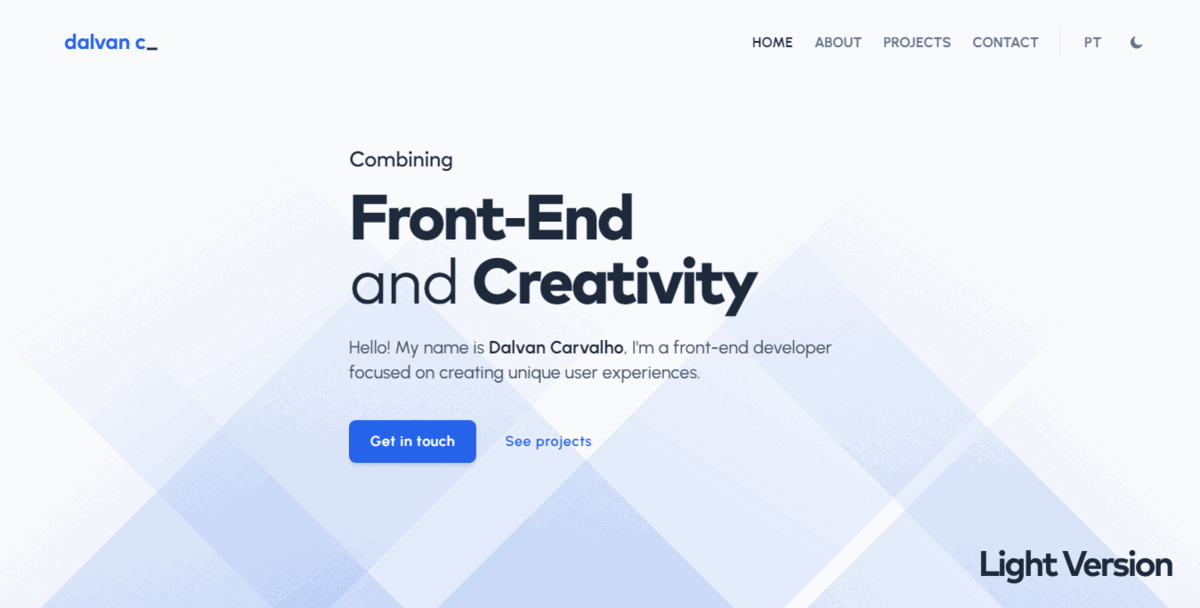 dalvan c_
HOME ABOUT PROJECTS CONTACT PT
Combining
Front-End
and Creativity
Hello! My name is Dalvan Carvalho, I'm a front-end developer
focused on creating unique user experiences.
Get in touch See projects
Light Version